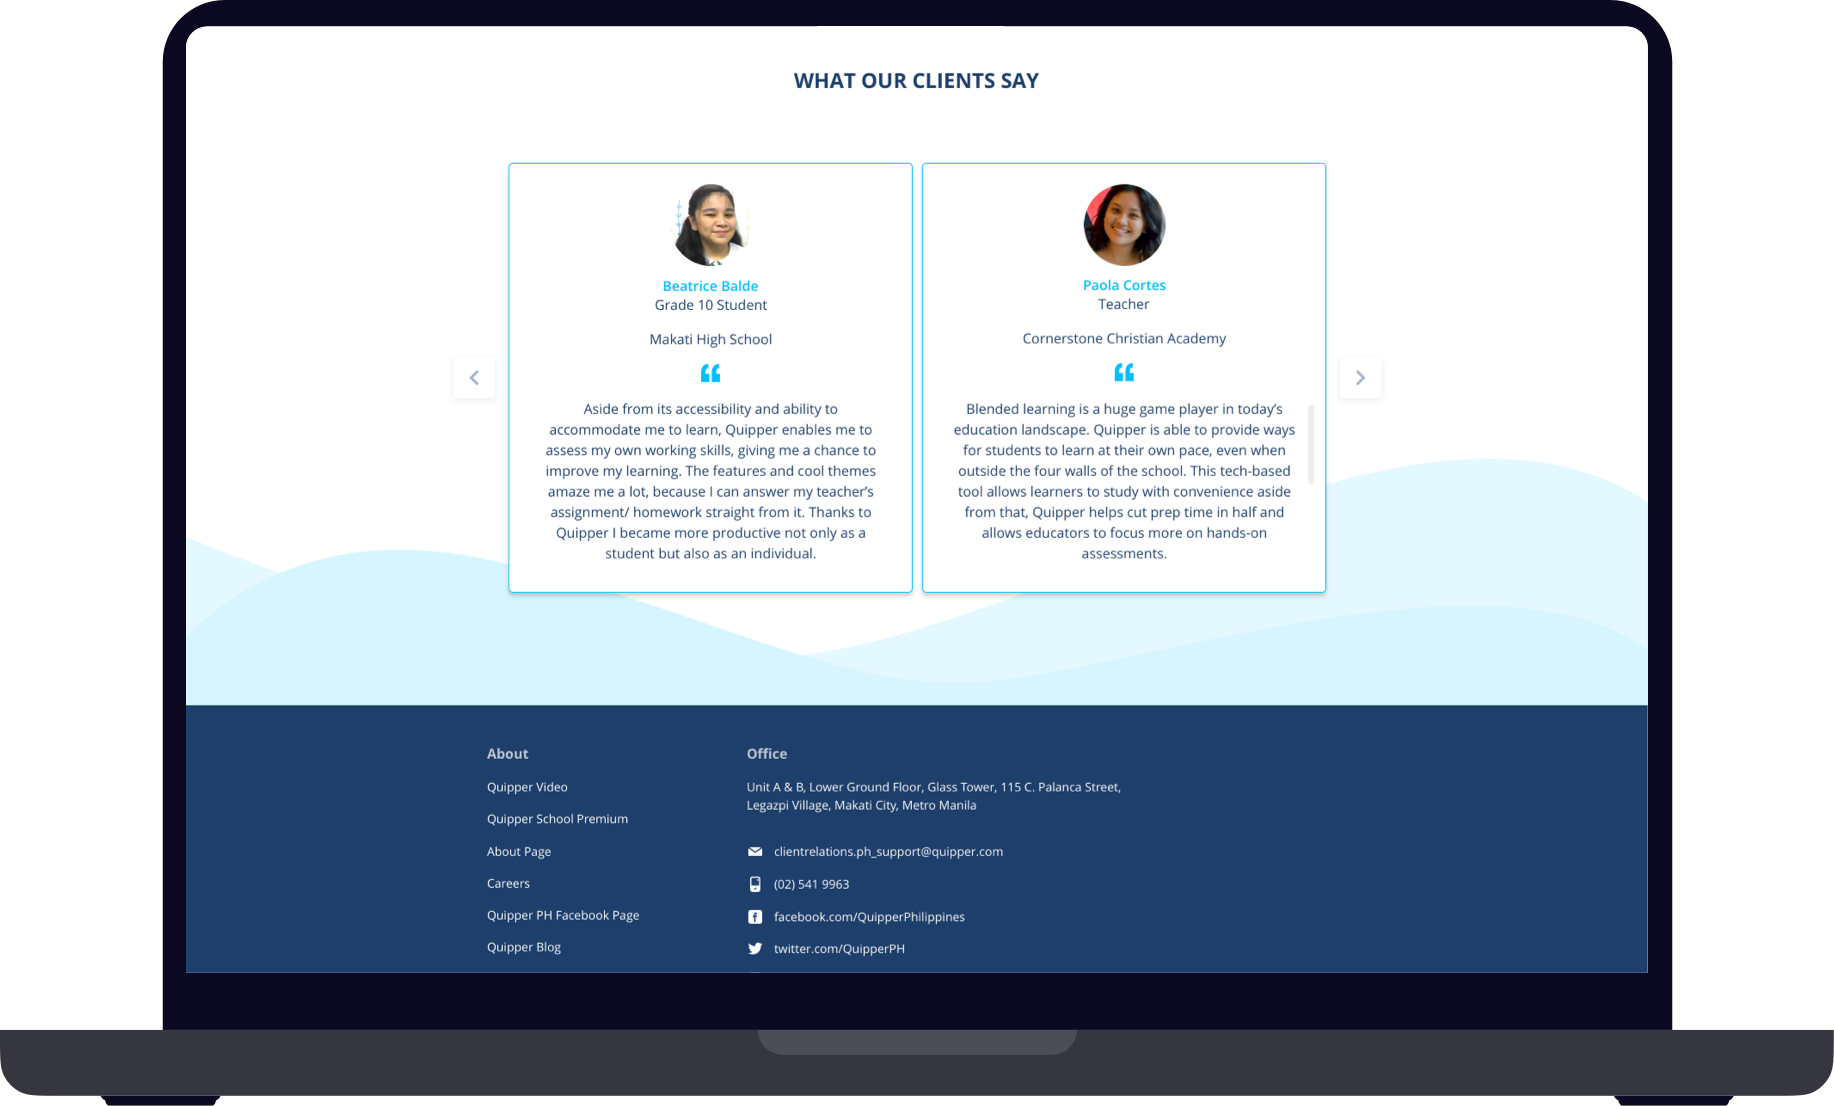 WHAT OUR CLIENTS SAY
Beatrice Balde
Grade 10 Student
Makati High School
“
Aside from its accessibility and ability to
accommodate me to learn, Quipper enables me to
assess my own working skills, giving me a chance to
improve my learning. The features and cool themes
amaze me a lot, because I can answer my teacher’s
assignment/ homework straight from it. Thanks to
Quipper I became more productive not only as a
student but also as an individual.
Paola Cortes
Teacher
Cornerstone Christian Academy
“
Blended learning is a huge game player in today’s
education landscape. Quipper is able to provide ways
for students to learn at their own pace, even when
outside the four walls of the school. This tech-based
tool allows learners to study with convenience aside
from that, Quipper helps cut prep time in half and
allows educators to focus more on hands-on
assessments.
About
Quipper Video
Quipper School Premium
About Page
Careers
Quipper PH Facebook Page
Quipper Blog
Office
Unit A & B, Lower Ground Floor, Glass Tower, 115 C. Palanca Street,
Legazpi Village, Makati City, Metro Manila
clientrelations.ph_support@quipper.com
(02) 541 9963
facebook.com/QuipperPhilippines
twitter.com/QuipperPH